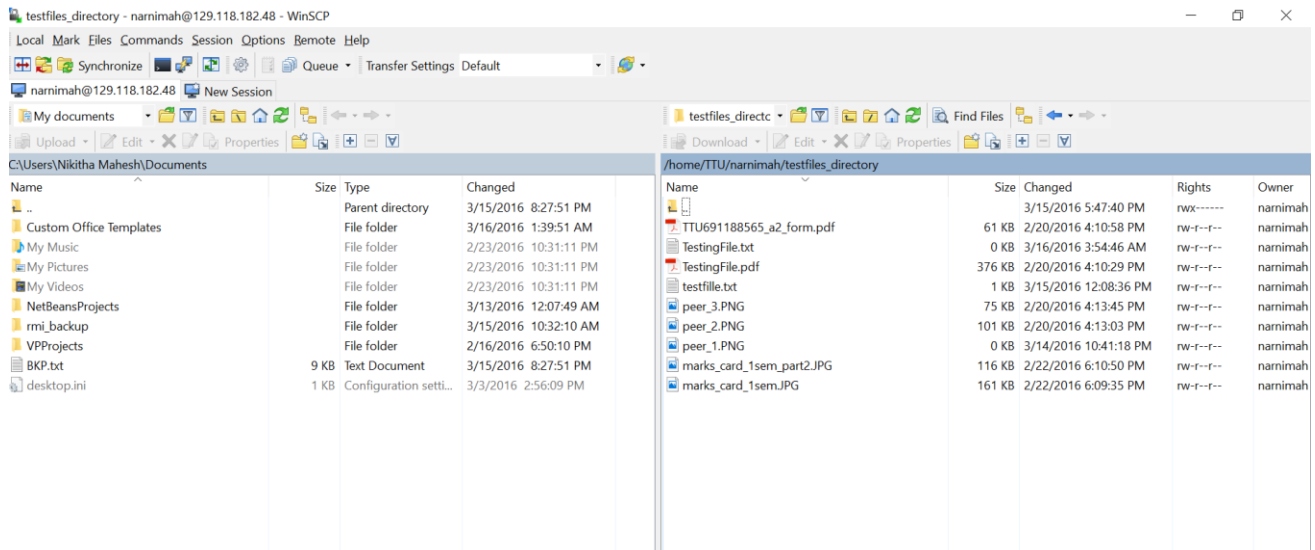 testfiles_directory - narnimah@129.118.182.48 - WinSCP
Local Mark Files Commands Session Options Remote Help
Synchronize Queue Transfer Settings Default
narnimah@129.118.182.48 New Session
My documents testfiles_directc Find Files
Upload Edit Properties Download Edit Properties
C:\Users\Nikitha Mahesh\Documents /home/TTU/narnimah/testfiles_directory
Name Size Type Changed Name Size Changed Rights Owner
.. Parent directory 3/15/2016 8:27:51 PM .. 3/15/2016 5:47:40 PM rwx------ narnimah
Custom Office Templates File folder 3/16/2016 1:39:51 AM TTU691188565_a2_form.pdf 61 KB 2/20/2016 4:10:58 PM rw-r--r-- narnimah
My Music File folder 2/23/2016 10:31:11 PM TestingFile.txt 0 KB 3/16/2016 3:54:46 AM rw-r--r-- narnimah
My Pictures File folder 2/23/2016 10:31:11 PM TestingFile.pdf 376 KB 2/20/2016 4:10:29 PM rw-r--r-- narnimah
My Videos File folder 2/23/2016 10:31:11 PM testfille.txt 1 KB 3/15/2016 12:08:36 PM rw-r--r-- narnimah
NetBeansProjects File folder 3/13/2016 12:07:49 AM peer_3.PNG 75 KB 2/20/2016 4:13:45 PM rw-r--r-- narnimah
rmi_backup File folder 3/15/2016 10:32:10 AM peer_2.PNG 101 KB 2/20/2016 4:13:03 PM rw-r--r-- narnimah
VPProjects File folder 2/16/2016 6:50:10 PM peer_1.PNG 0 KB 3/14/2016 10:41:18 PM rw-r--r-- narnimah
BKP.txt 9 KB Text Document 3/15/2016 8:27:51 PM marks_card_1sem_part2.JPG 116 KB 2/22/2016 6:10:50 PM rw-r--r-- narnimah
desktop.ini 1 KB Configuration setti... 3/3/2016 2:56:09 PM marks_card_1sem.JPG 161 KB 2/22/2016 6:09:35 PM rw-r--r-- narnimah